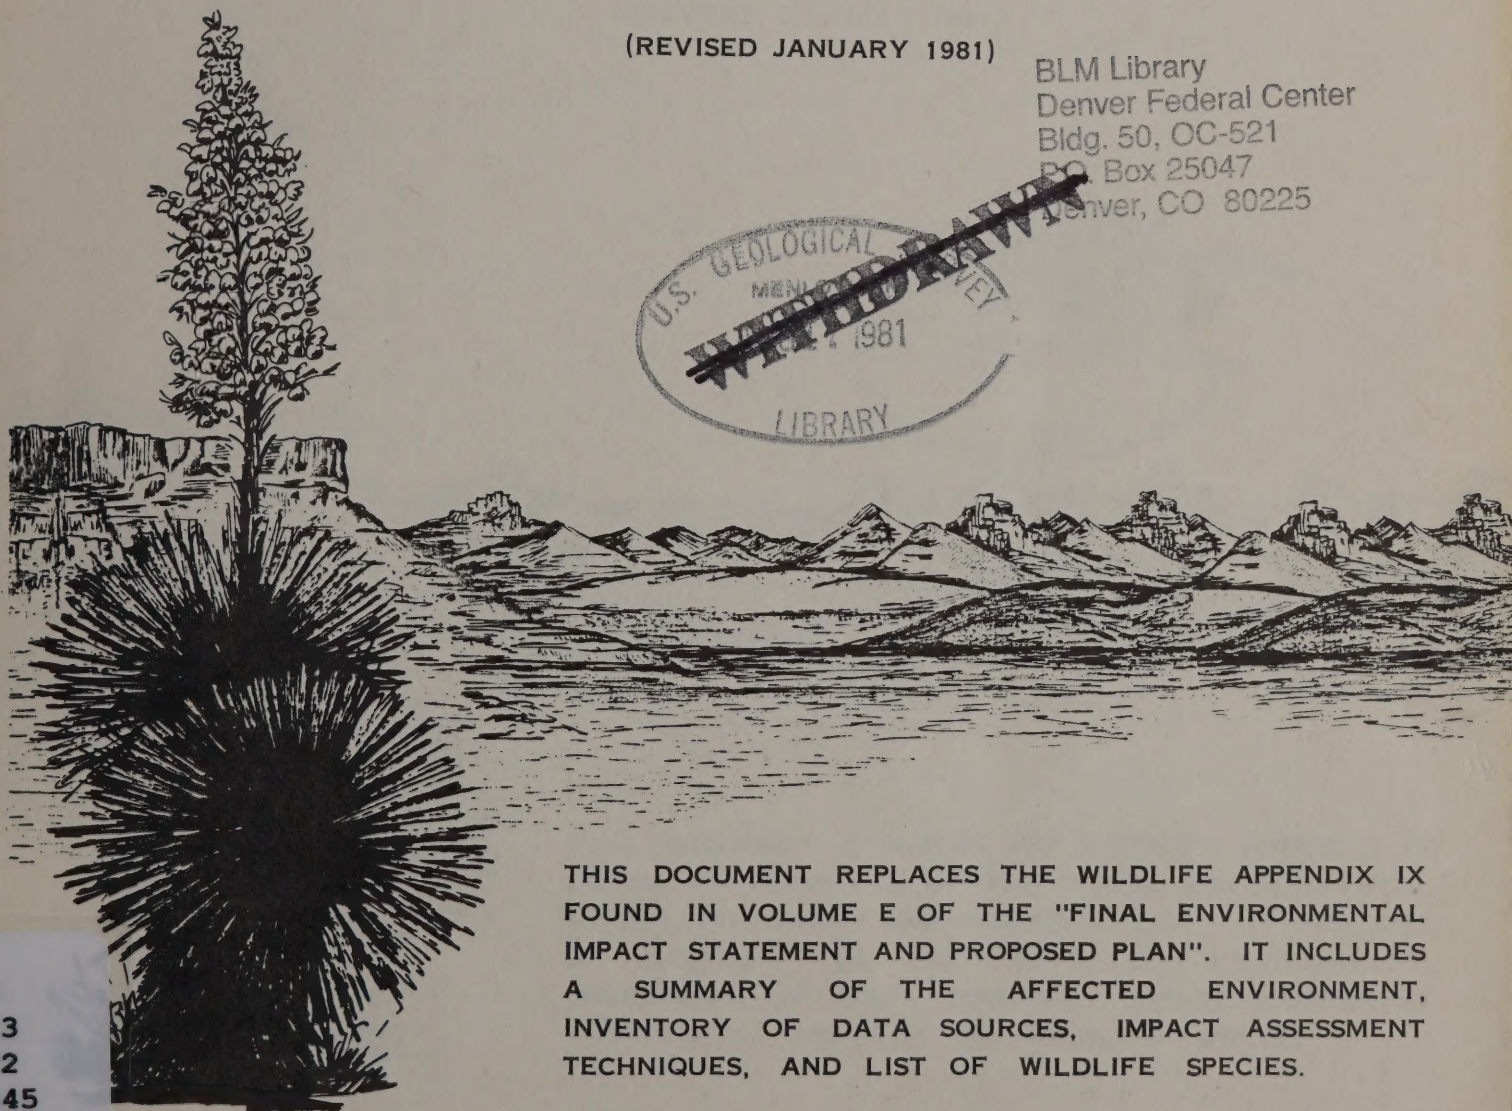 (REVISED JANUARY 1981)
BLM Library
Denver Federal Center
Bldg. 50, OC-521
P.O. Box 25047
Denver, CO 80225
U.S. GEOLOGICAL
WITHDRAWN
1981
LIBRARY
THIS DOCUMENT REPLACES THE WILDLIFE APPENDIX IX
FOUND IN VOLUME E OF THE "FINAL ENVIRONMENTAL
IMPACT STATEMENT AND PROPOSED PLAN". IT INCLUDES
A SUMMARY OF THE AFFECTED ENVIRONMENT,
INVENTORY OF DATA SOURCES, IMPACT ASSESSMENT
TECHNIQUES, AND LIST OF WILDLIFE SPECIES.
3
2
45